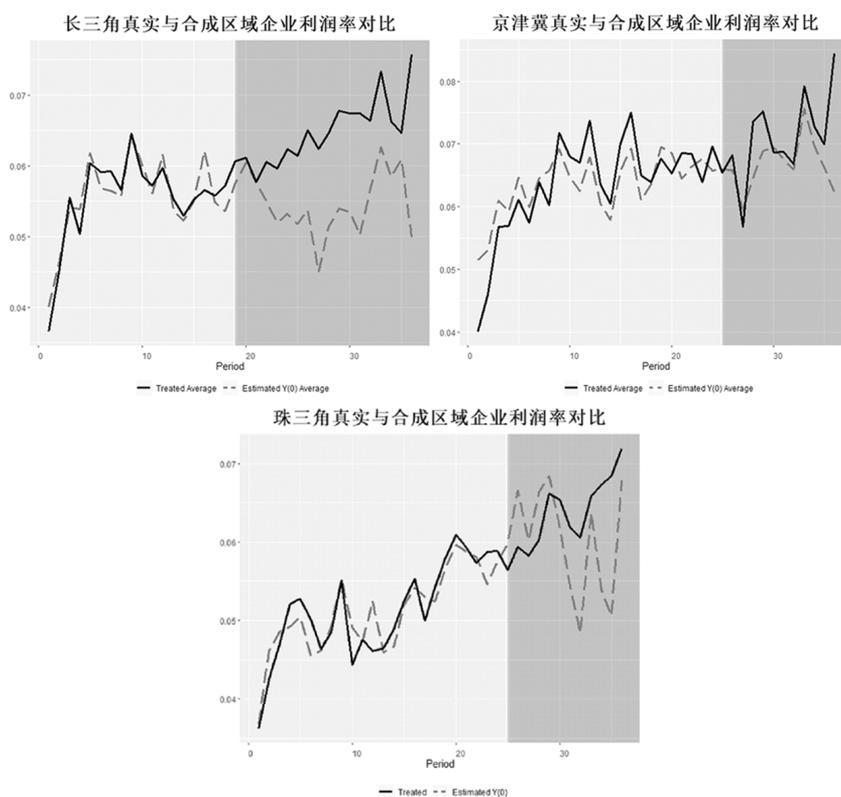 长三角真实与合成区域企业利润率对比
0.07
0.06
0.05
0.04
0
10
20
30
Period
Treated Average
Estimated Y(0) Average
京津冀真实与合成区域企业利润率对比
0.08
0.07
0.06
0.05
0.04
0
10
20
30
Period
Treated Average
Estimated Y(0) Average
珠三角真实与合成区域企业利润率对比
0.07
0.06
0.05
0.04
0
10
20
30
Period
Treated
Estimated Y(0)